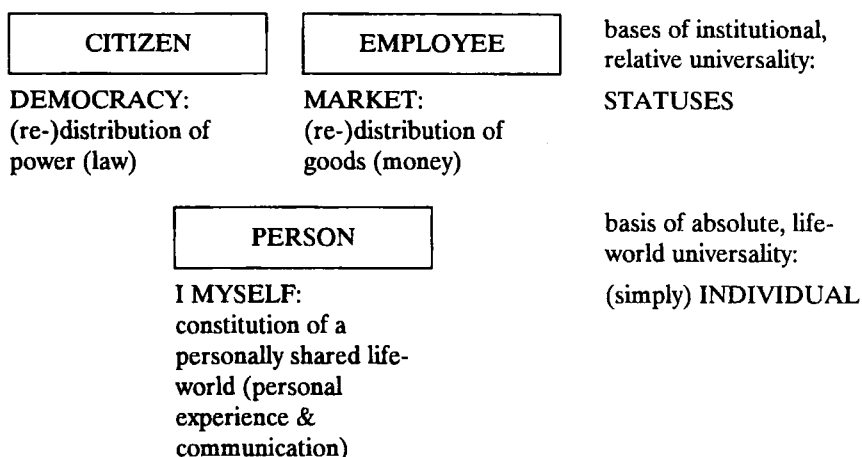 CITIZEN
DEMOCRACY:
(re-)distribution of
power (law)
EMPLOYEE
MARKET:
(re-)distribution of
goods (money)
bases of institutional,
relative universality:
STATUSES
PERSON
I MYSELF:
constitution of a
personally shared life-
world (personal
experience &
communication)
basis of absolute, life-
world universality:
(simply) INDIVIDUAL